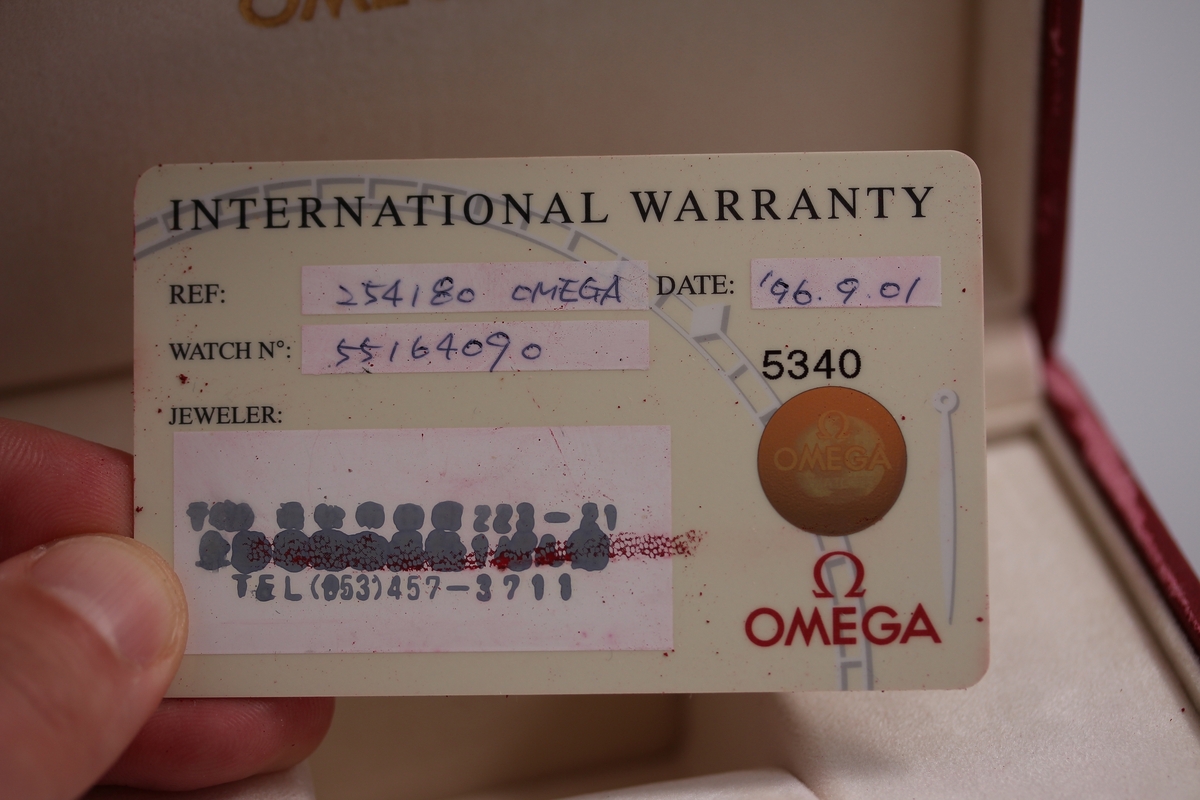 OMEGA
INTERNATIONAL WARRANTY
REF: 254180 OMEGA DATE: '96.9.01
WATCH N°: 55164090
5340
JEWELER:
OMEGA
TEL(053)457-3711
Ω
OMEGA